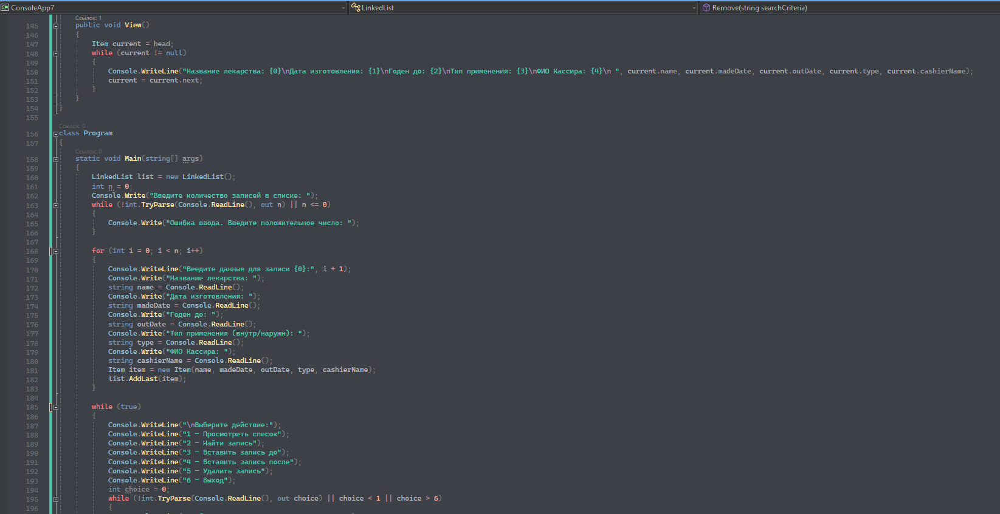 C# ConsoleApp7 LinkedList Remove(string searchCriteria)
Ссылок: 1
145 public void View()
146 {
147 Item current = head;
148 while (current != null)
149 {
150 Console.WriteLine("Название лекарства: {0}\nДата изготовления: {1}\nГоден до: {2}\nТип применения: {3}\nФИО Кассира: {4}\n ", current.name, current.madeDate, current.outDate, current.type, current.cashierName);
151 current = current.next;
152 }
153 }
154 }
155
Ссылок: 0
156 class Program
157 {
Ссылок: 0
158 static void Main(string[] args)
159 {
160 LinkedList list = new LinkedList();
161 int n = 0;
162 Console.Write("Введите количество записей в списке: ");
163 while (!int.TryParse(Console.ReadLine(), out n) || n <= 0)
164 {
165 Console.Write("Ошибка ввода. Введите положительное число: ");
166 }
167
168 for (int i = 0; i < n; i++)
169 {
170 Console.WriteLine("Веедите данные для записи {0}:", i + 1);
171 Console.Write("Название лекарства: ");
172 string name = Console.ReadLine();
173 Console.Write("Дата изготовления: ");
174 string madeDate = Console.ReadLine();
175 Console.Write("Годен до: ");
176 string outDate = Console.ReadLine();
177 Console.Write("Тип применения (внутр/наружн): ");
178 string type = Console.ReadLine();
179 Console.Write("ФИО Кассира: ");
180 string cashierName = Console.ReadLine();
181 Item item = new Item(name, madeDate, outDate, type, cashierName);
182 list.AddLast(item);
183 }
184
185 while (true)
186 {
187 Console.WriteLine("\nВыберите действие:");
188 Console.WriteLine("1 - Просмотреть список");
189 Console.WriteLine("2 - Найти запись");
190 Console.WriteLine("3 - Вставить запись до");
191 Console.WriteLine("4 - Вставить запись после");
192 Console.WriteLine("5 - Удалить запись");
193 Console.WriteLine("6 - Выход");
194 int choice = 0;
195 while (!int.TryParse(Console.ReadLine(), out choice) || choice < 1 || choice > 6)
196 {